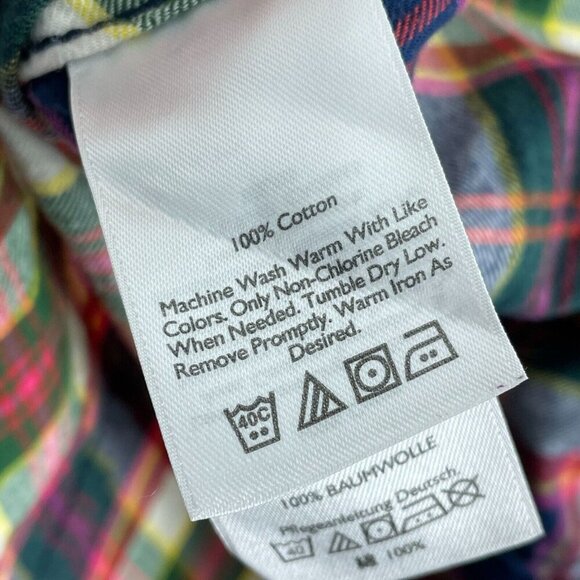 100% Cotton
Machine Wash Warm With Like
Colors. Only Non-Chlorine Bleach
When Needed. Tumble Dry Low.
Remove Promptly. Warm Iron As
Desired.
40C
100% BAUMWOLLE
Pflegeanleitung Deutsch.
40
100%